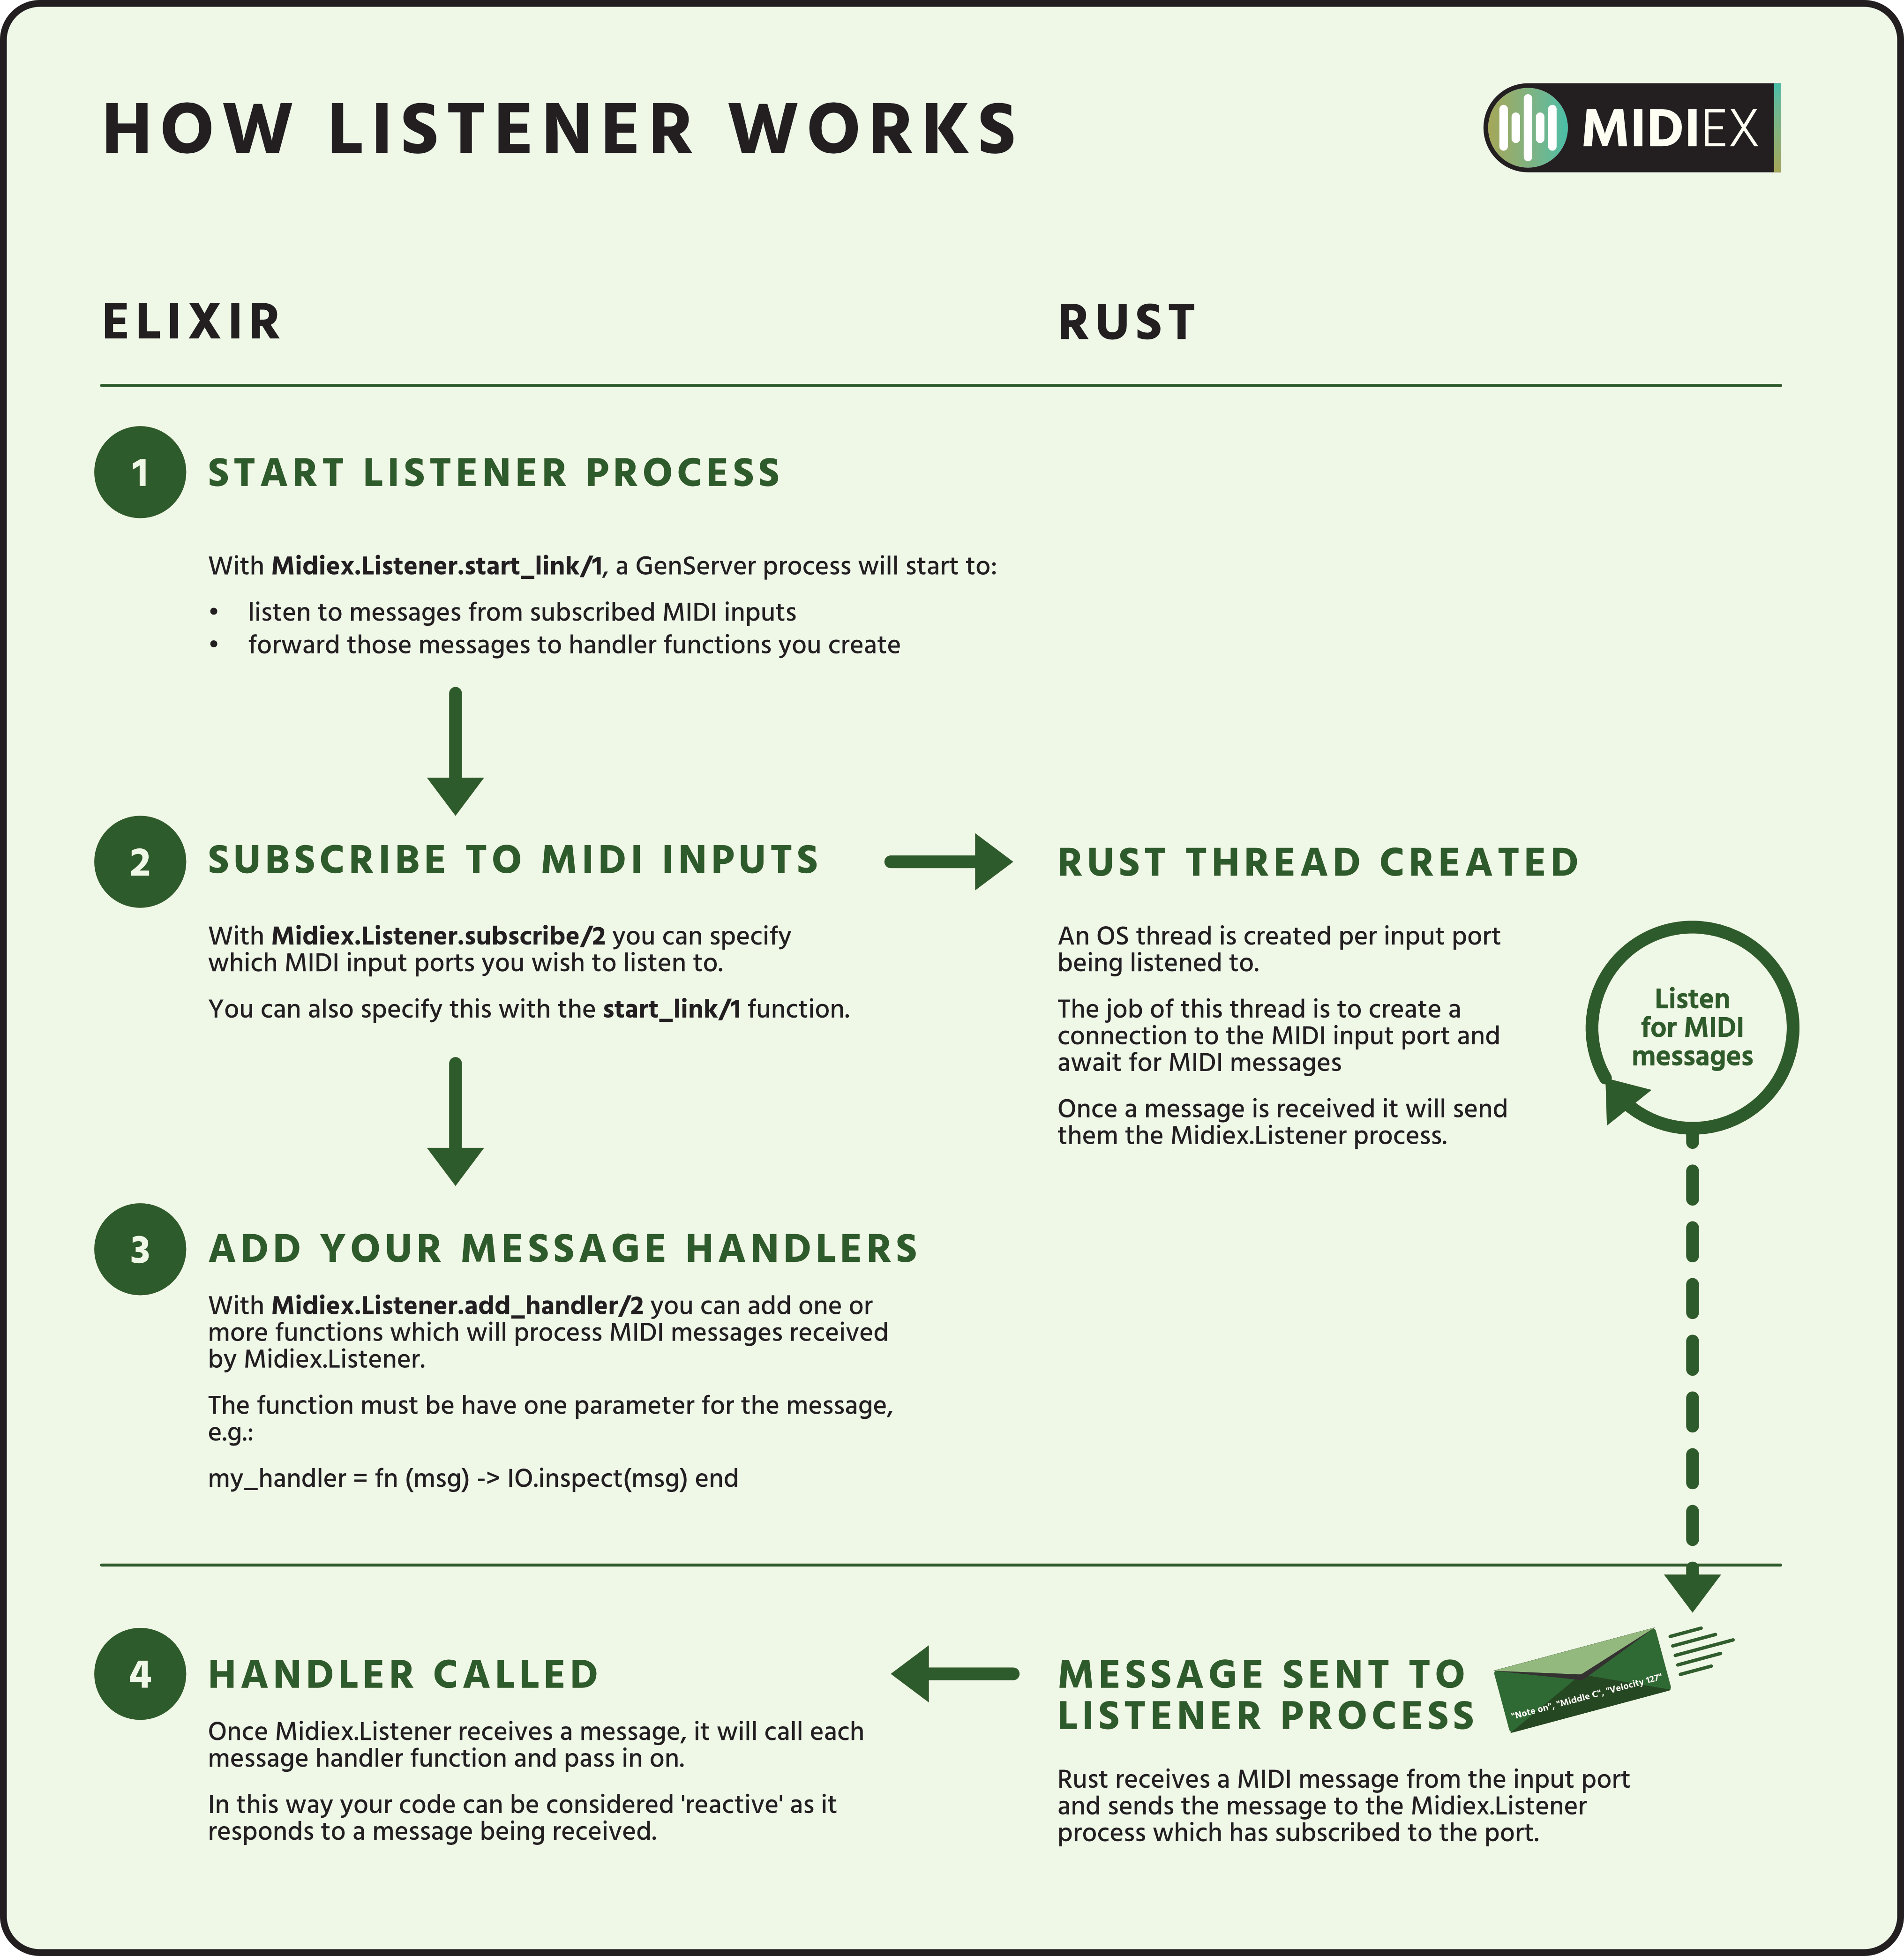 HOW LISTENER WORKS
MIDIEX
ELIXIR
RUST
1
START LISTENER PROCESS
With Midiex.Listener.start_link/1, a GenServer process will start to:
• listen to messages from subscribed MIDI inputs
• forward those messages to handler functions you create
2
SUBSCRIBE TO MIDI INPUTS
With Midiex.Listener.subscribe/2 you can specify
which MIDI input ports you wish to listen to.
You can also specify this with the start_link/1 function.
RUST THREAD CREATED
An OS thread is created per input port
being listened to.
The job of this thread is to create a
connection to the MIDI input port and
await for MIDI messages
Once a message is received it will send
them the Midiex.Listener process.
Listen
for MIDI
messages
3
ADD YOUR MESSAGE HANDLERS
With Midiex.Listener.add_handler/2 you can add one or
more functions which will process MIDI messages received
by Midiex.Listener.
The function must be have one parameter for the message,
e.g.:
my_handler = fn (msg) -> IO.inspect(msg) end
4
HANDLER CALLED
Once Midiex.Listener receives a message, it will call each
message handler function and pass in on.
In this way your code can be considered 'reactive' as it
responds to a message being received.
MESSAGE SENT TO
LISTENER PROCESS
"Note on", "Middle C", "Velocity 127"
Rust receives a MIDI message from the input port
and sends the message to the Midiex.Listener
process which has subscribed to the port.